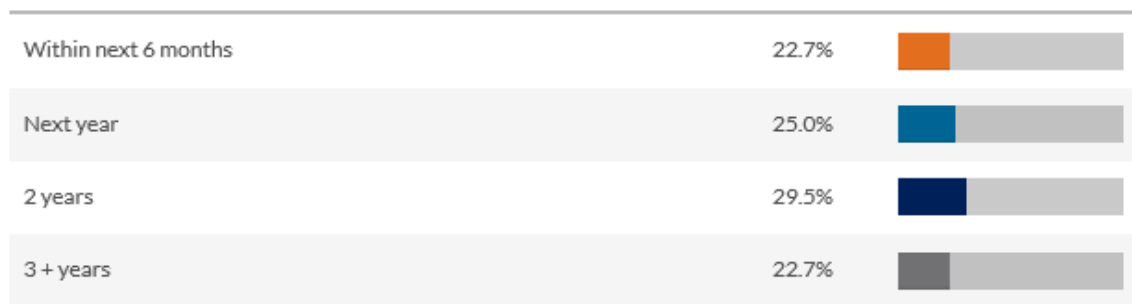 Within next 6 months 22.7%
Next year 25.0%
2 years 29.5%
3 + years 22.7%